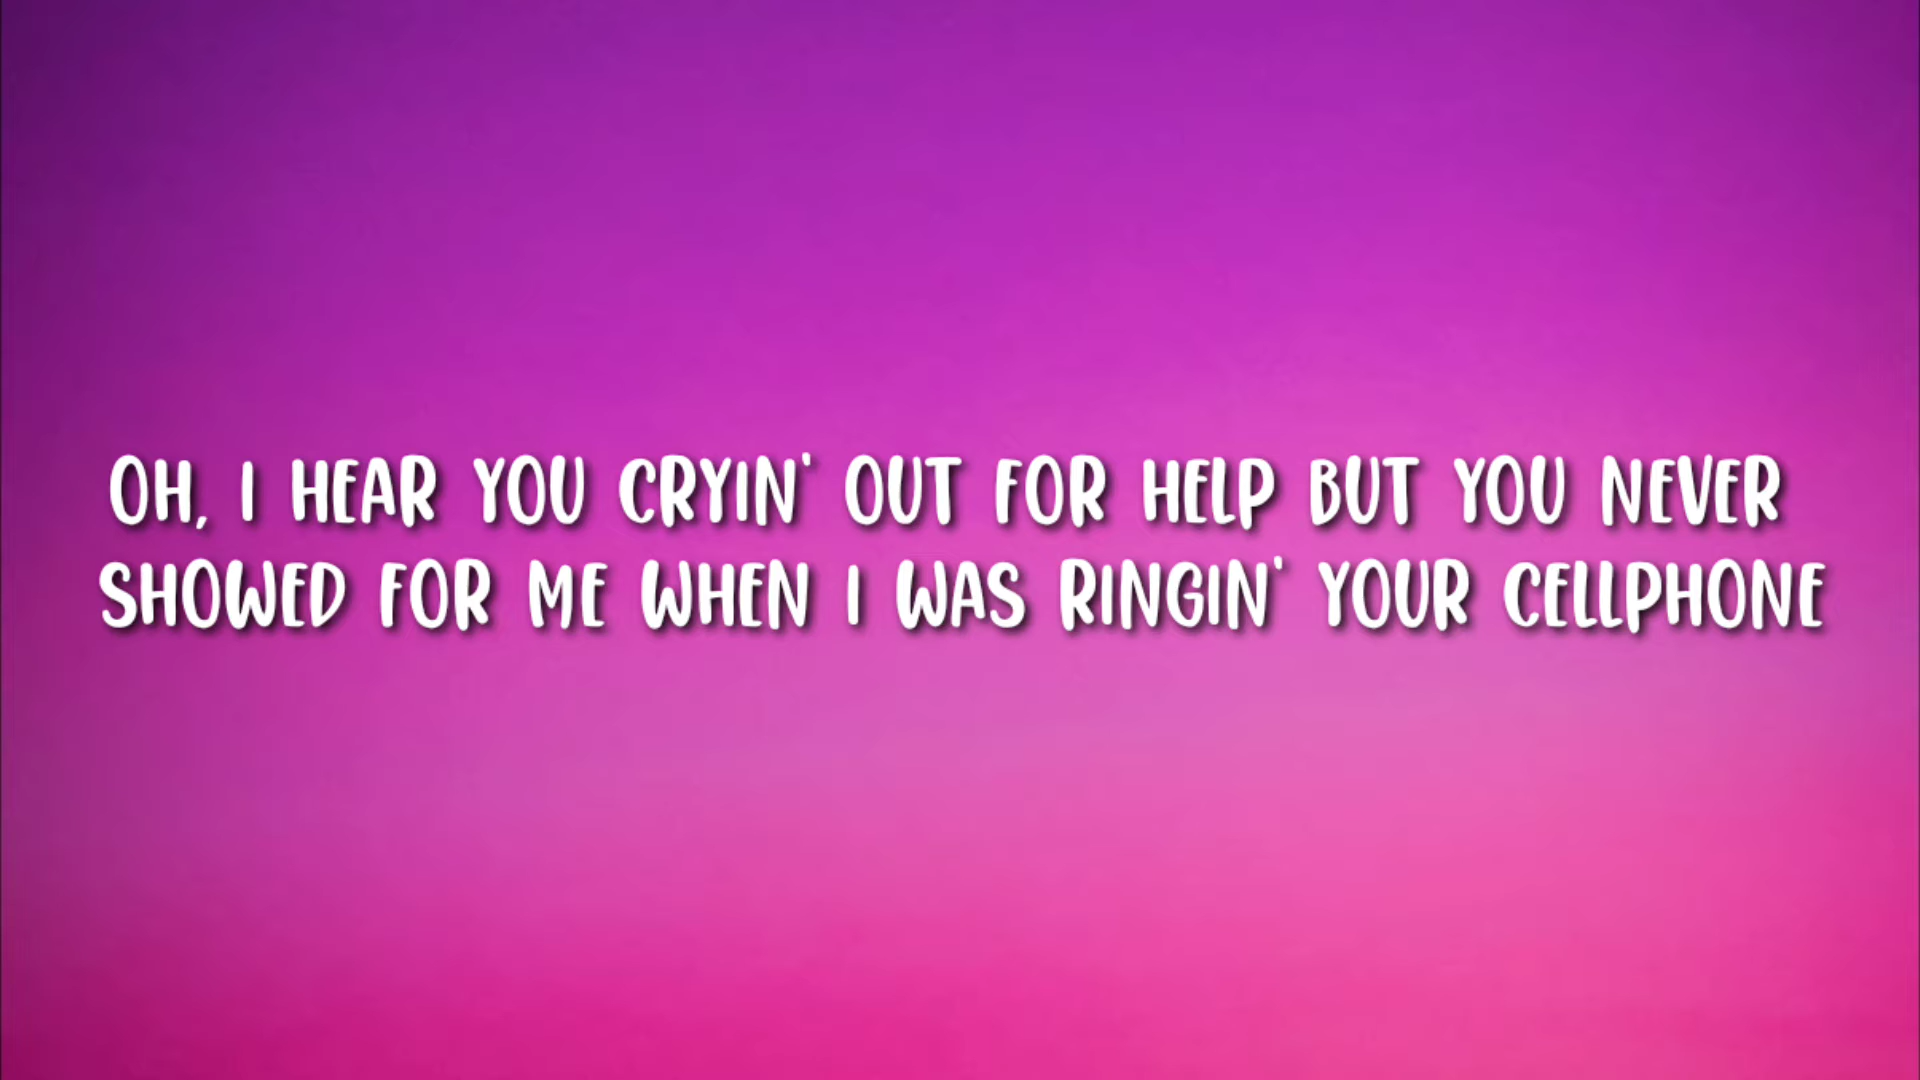 OH, I HEAR YOU CRYIN' OUT FOR HELP BUT YOU NEVER
SHOWED FOR ME WHEN I WAS RINGIN' YOUR CELLPHONE